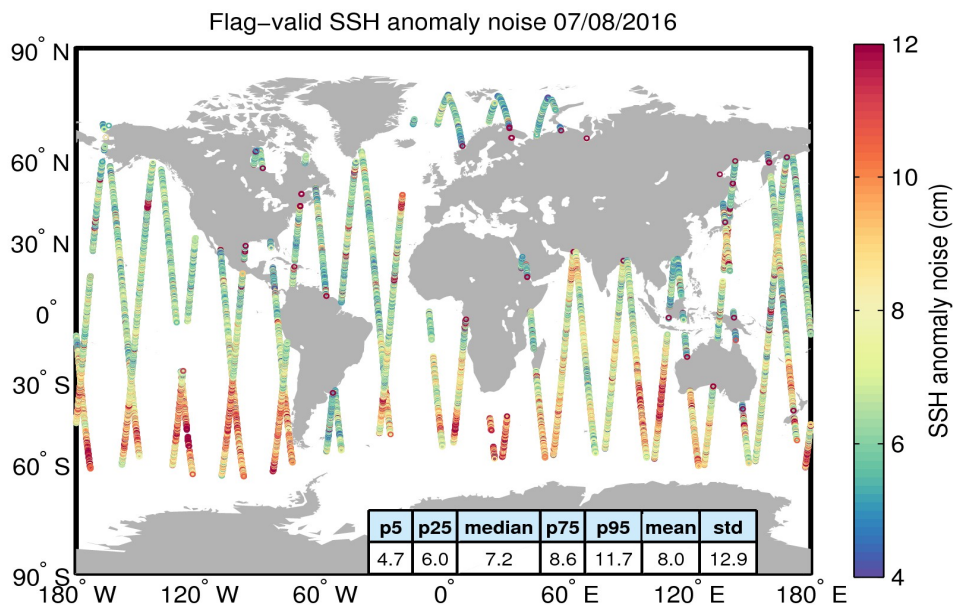 Flag−valid SSH anomaly noise 07/08/2016
90° N
60° N
30° N
0°
30° S
60° S
90° S
180° W
120° W
60° W
0°
60° E
120° E
180° E
p5 p25 median p75 p95 mean std
4.7 6.0 7.2 8.6 11.7 8.0 12.9
12
10
8
6
4
SSH anomaly noise (cm)